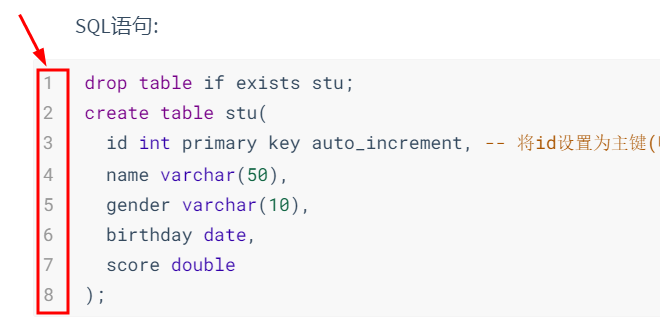 SQL语句:
1 drop table if exists stu;
2 create table stu(
3 id int primary key auto_increment, -- 将id设置为主键(
4 name varchar(50),
5 gender varchar(10),
6 birthday date,
7 score double
8 );